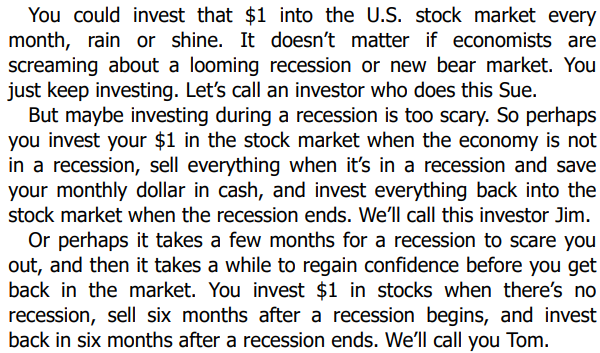 You could invest that $1 into the U.S. stock market every
month, rain or shine. It doesn’t matter if economists are
screaming about a looming recession or new bear market. You
just keep investing. Let’s call an investor who does this Sue.
But maybe investing during a recession is too scary. So perhaps
you invest your $1 in the stock market when the economy is not
in a recession, sell everything when it’s in a recession and save
your monthly dollar in cash, and invest everything back into the
stock market when the recession ends. We’ll call this investor Jim.
Or perhaps it takes a few months for a recession to scare you
out, and then it takes a while to regain confidence before you get
back in the market. You invest $1 in stocks when there’s no
recession, sell six months after a recession begins, and invest
back in six months after a recession ends. We’ll call you Tom.